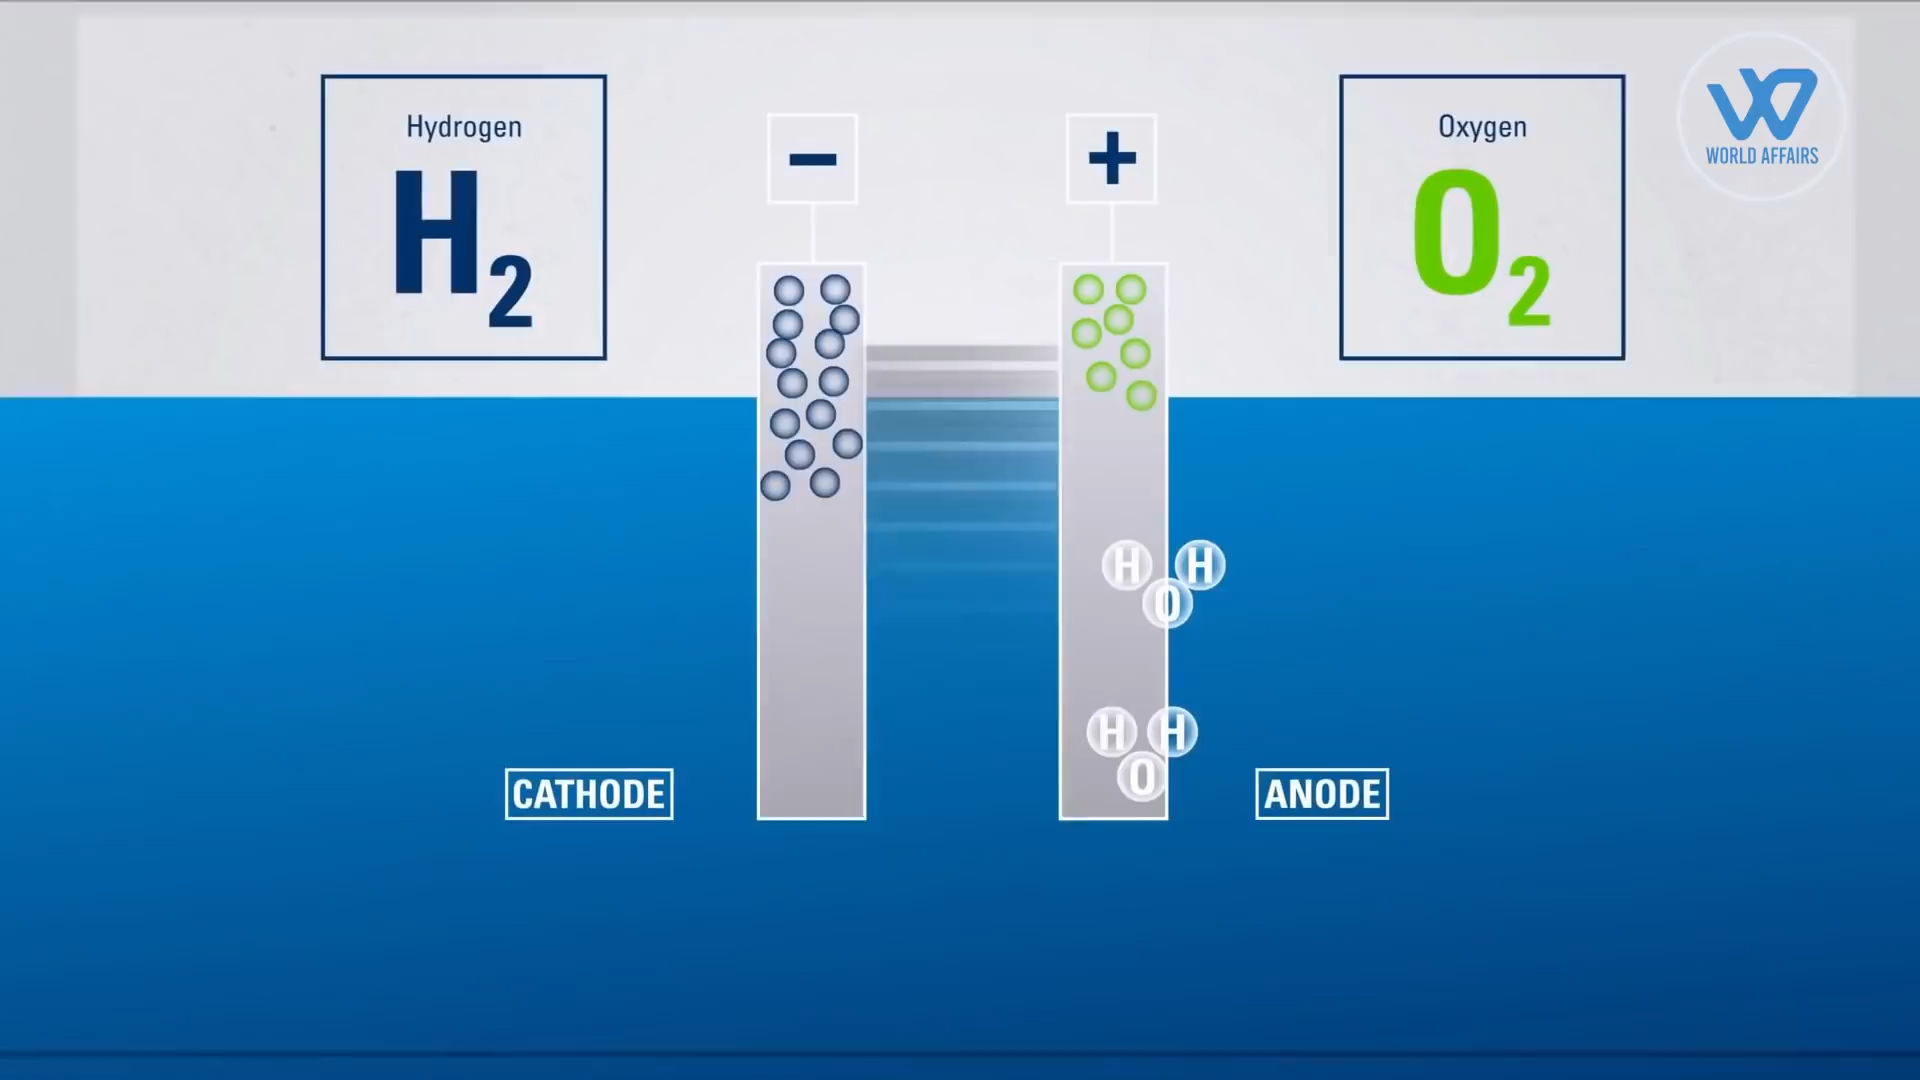 Hydrogen
H2
−
+
Oxygen
O2
WORLD AFFAIRS
H H
O
H H
O
CATHODE
ANODE